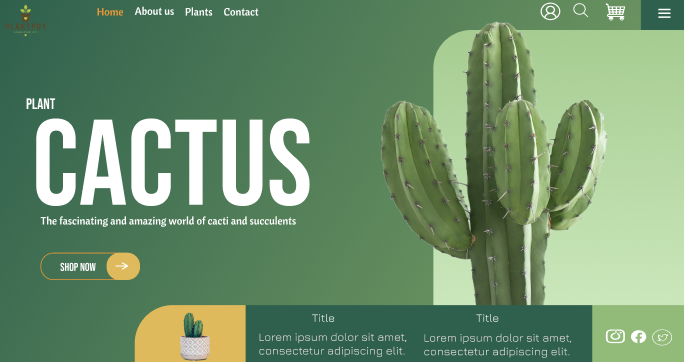 Home About us Plants Contact
PLANT
CACTUS
The fascinating and amazing world of cacti and succulents
SHOP NOW
Title
Lorem ipsum dolor sit amet,
consectetur adipiscing elit.
Title
Lorem ipsum dolor sit amet,
consectetur adipiscing elit.